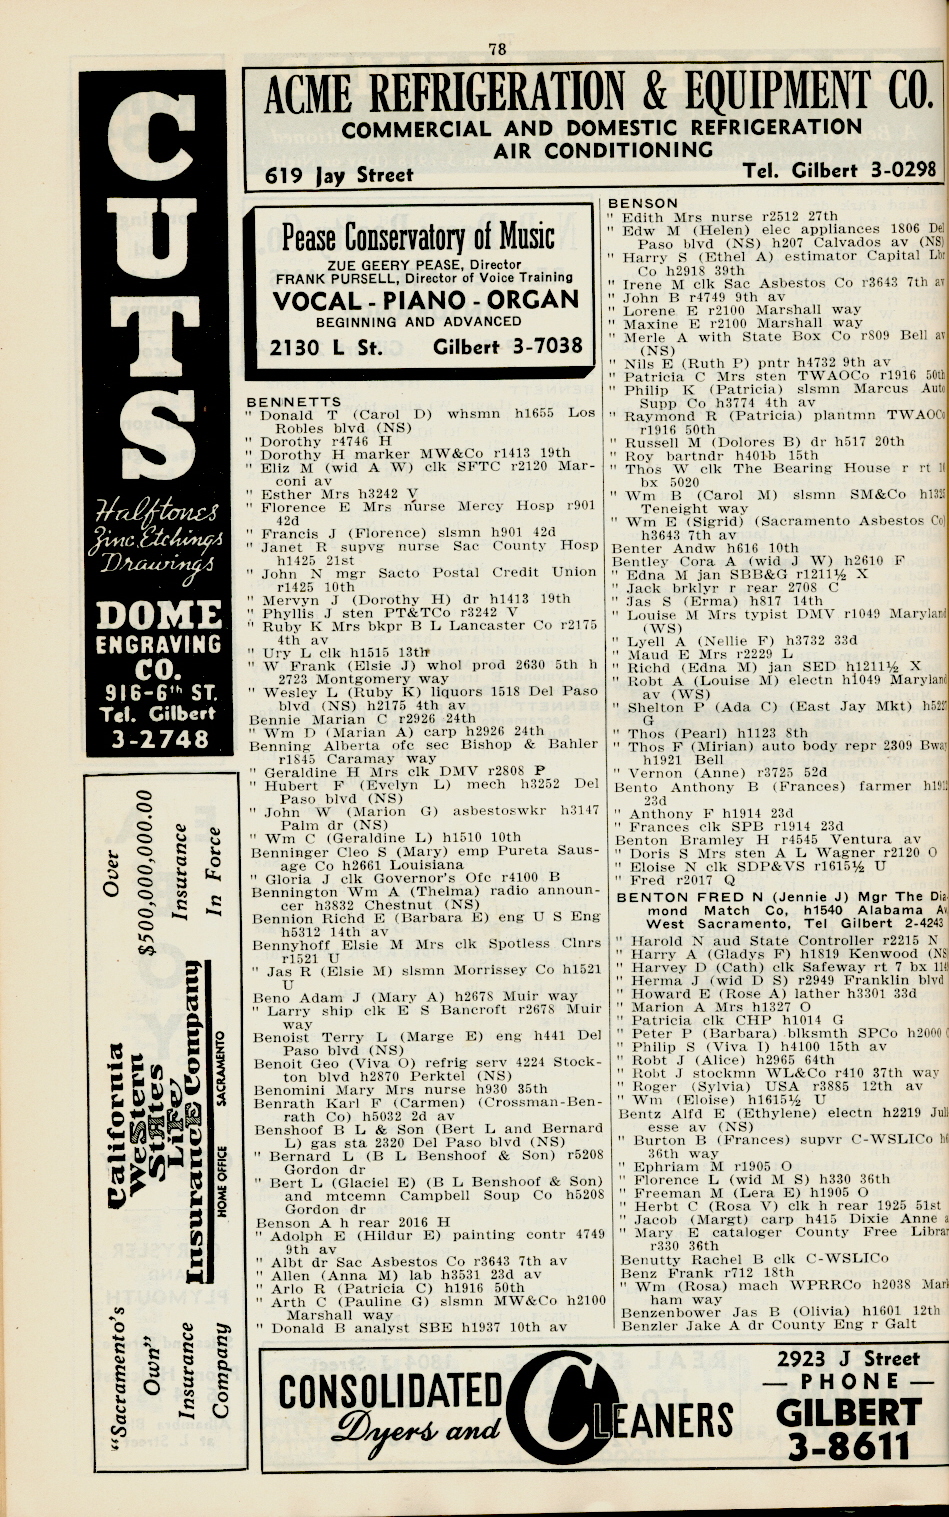 78
CUTS
Halftones
Zinc Etchings
Drawings
DOME
ENGRAVING
CO.
916-6th ST.
Tel. Gilbert
3-2748
Over
$500,000,000.00
Insurance
In Force
California
Western
States
Life
Insurance Company
HOME OFFICE SACRAMENTO
"Sacramento's
Own"
Insurance
Company
ACME REFRIGERATION & EQUIPMENT CO.
COMMERCIAL AND DOMESTIC REFRIGERATION
AIR CONDITIONING
619 Jay Street Tel. Gilbert 3-0298
Pease Conservatory of Music
ZUE GEERY PEASE, Director
FRANK PURSELL, Director of Voice Training
VOCAL - PIANO - ORGAN
BEGINNING AND ADVANCED
2130 L St. Gilbert 3-7038
BENNETTS
" Donald T (Carol D) whsmn h1655 Los
Robles blvd (NS)
" Dorothy r4746 H
" Dorothy H marker MW&Co r1413 19th
" Eliz M (wid A W) clk SFTC r2120 Mar-
coni av
" Esther Mrs h3242 V
" Florence E Mrs nurse Mercy Hosp r901
42d
" Francis J (Florence) slsmn h901 42d
" Janet R supvg nurse Sac County Hosp
h1425 21st
" John N mgr Sacto Postal Credit Union
r1425 10th
" Mervyn J (Dorothy H) dr h1413 19th
" Phyllis J sten PT&TCo r3242 V
" Ruby K Mrs bkpr B L Lancaster Co r2175
4th av
" Ury L clk h1515 13th
" W Frank (Elsie J) whol prod 2630 5th h
2723 Montgomery way
" Wesley L (Ruby K) liquors 1518 Del Paso
blvd (NS) h2175 4th av
Bennie Marian C r2926 24th
" Wm D (Marian A) carp h2926 24th
Benning Alberta ofc sec Bishop & Bahler
r1845 Caramay way
" Geraldine H Mrs clk DMV r2808 P
" Hubert F (Evelyn L) mech h3252 Del
Paso blvd (NS)
" John W (Marion G) asbestoswkr h3147
Palm dr (NS)
" Wm C (Geraldine L) h1510 10th
Benninger Cleo S (Mary) emp Pureta Saus-
age Co h2661 Louisiana
" Gloria J clk Governor's Ofc r4100 B
Bennington Wm A (Thelma) radio announ-
cer h3832 Chestnut (NS)
Bennion Richd E (Barbara E) eng U S Eng
h5312 14th av
Bennyhoff Elsie M Mrs clk Spotless Clnrs
r1521 U
" Jas R (Elsie M) slsmn Morrissey Co h1521
U
Beno Adam J (Mary A) h2678 Muir way
" Larry ship clk E S Bancroft r2678 Muir
way
Benoist Terry L (Marge E) eng h441 Del
Paso blvd (NS)
Benoit Geo (Viva O) refrig serv 4224 Stock-
ton blvd h2870 Perktel (NS)
Benomini Mary Mrs nurse h930 35th
Benrath Karl F (Carmen) (Crossman-Ben-
rath Co) h5032 2d av
Benshoof B L & Son (Bert L and Bernard
L) gas sta 2320 Del Paso blvd (NS)
" Bernard L (B L Benshoof & Son) r5208
Gordon dr
" Bert L (Glaciel E) (B L Benshoof & Son)
and mtcemn Campbell Soup Co h5208
Gordon dr
Benson A h rear 2016 H
" Adolph E (Hildur E) painting contr 4749
9th av
" Albt dr Sac Asbestos Co r3643 7th av
" Allen (Anna M) lab h3531 23d av
" Arlo R (Patricia C) h1916 50th
" Arth C (Pauline G) slsmn MW&Co h2100
Marshall way
" Donald B analyst SBE h1937 10th av
BENSON
" Edith Mrs nurse r2512 27th
" Edw M (Helen) elec appliances 1806 Del
Paso blvd (NS) h207 Calvados av (NS)
" Harry S (Ethel A) estimator Capital Lbr
Co h2918 39th
" Irene M clk Sac Asbestos Co r3643 7th av
" John B r4749 9th av
" Lorene E r2100 Marshall way
" Maxine E r2100 Marshall way
" Merle A with State Box Co r809 Bell av
(NS)
" Nils E (Ruth P) pntr h4732 9th av
" Patricia C Mrs sten TWAOCo r1916 50th
" Philip K (Patricia) slsmn Marcus Auto
Supp Co h3774 4th av
" Raymond R (Patricia) plantmn TWAOCo
r1916 50th
" Russell M (Dolores B) dr h517 20th
" Roy bartndr h401b 15th
" Thos W clk The Bearing House r rt
bx 5020
" Wm B (Carol M) slsmn SM&Co
Teneight way
" Wm E (Sigrid) (Sacramento Asbestos Co)
h3643 7th av
Benter Andw h616 10th
Bentley Cora A (wid J W) h2610 F
" Edna M jan SBB&G r1211½ X
" Jack brklyr r rear 2708 C
" Jas S (Erma) h817 14th
" Louise M Mrs typist DMV r1049 Maryland
(WS)
" Lyell A (Nellie F) h3732 33d
" Maud E Mrs r2229 L
" Richd (Edna M) jan SED h1211½ X
" Robt A (Louise M) electn h1049 Maryland
av (WS)
" Shelton P (Ada C) (East Jay Mkt)
G
" Thos (Pearl) h1123 8th
" Thos F (Mirian) auto body repr 2309 Bway
h1921 Bell
" Vernon (Anne) r3725 52d
Bento Anthony B (Frances) farmer
23d
" Anthony F h1914 23d
" Frances clk SPB r1914 23d
Benton Bramley H r4545 Ventura av
" Doris S Mrs sten A L Wagner r2120 O
" Eloise N clk SDP&VS r1615½ U
" Fred r2017 Q
BENTON FRED N (Jennie J) Mgr The Dia-
mond Match Co, h1540 Alabama Av
West Sacramento, Tel Gilbert 2-4243
" Harold N aud State Controller r2215 N
" Harry A (Gladys F) h1819 Kenwood (NS
" Harvey D (Cath) clk Safeway rt 7 bx
" Herma J (wid D S) r2949 Franklin blvd
" Howard E (Rose A) lather h3301 33d
" Marion A Mrs h1327 O
" Patricia clk CHP h1014 G
" Peter P (Barbara) blksmth SPCo h2000
" Philip S (Viva I) h4100 15th av
" Robt J (Alice) h2965 64th
" Robt J stockmn WL&Co r410 37th way
" Roger (Sylvia) USA r3885 12th av
" Wm (Eloise) h1615½ U
Bentz Alfd E (Ethylene) electn h2219 Juli
esse av (NS)
" Burton B (Frances) supvr C-WSLICo
36th way
" Ephriam M r1905 O
" Florence L (wid M S) h330 36th
" Freeman M (Lera E) h1905 O
" Herbt C (Rosa V) clk h rear 1925 51st
" Jacob (Margt) carp h415 Dixie Anne a
" Mary E cataloger County Free Librar
r330 36th
Benutty Rachel B clk C-WSLICo
Benz Frank r712 18th
" Wm (Rosa) mach WPRRCo h2038 Mark
ham way
Benzenbower Jas B (Olivia) h1601 12th
Benzler Jake A dr County Eng r Galt
CONSOLIDATED
Dyers and CLEANERS
2923 J Street
— PHONE —
GILBERT
3-8611